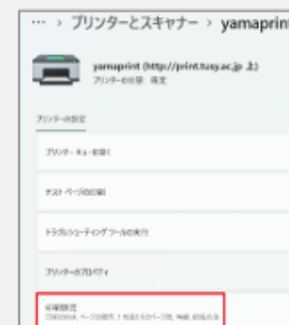 … > プリンターとスキャナー > yamaprint
yamaprint (http://print.tusy.ac.jp 上)
プリンターの状態: 既定
プリンターの設定
プリンター キューを開く
テスト ページの印刷
トラブルシューティング ツールの実行
プリンターのプロパティ
印刷設定